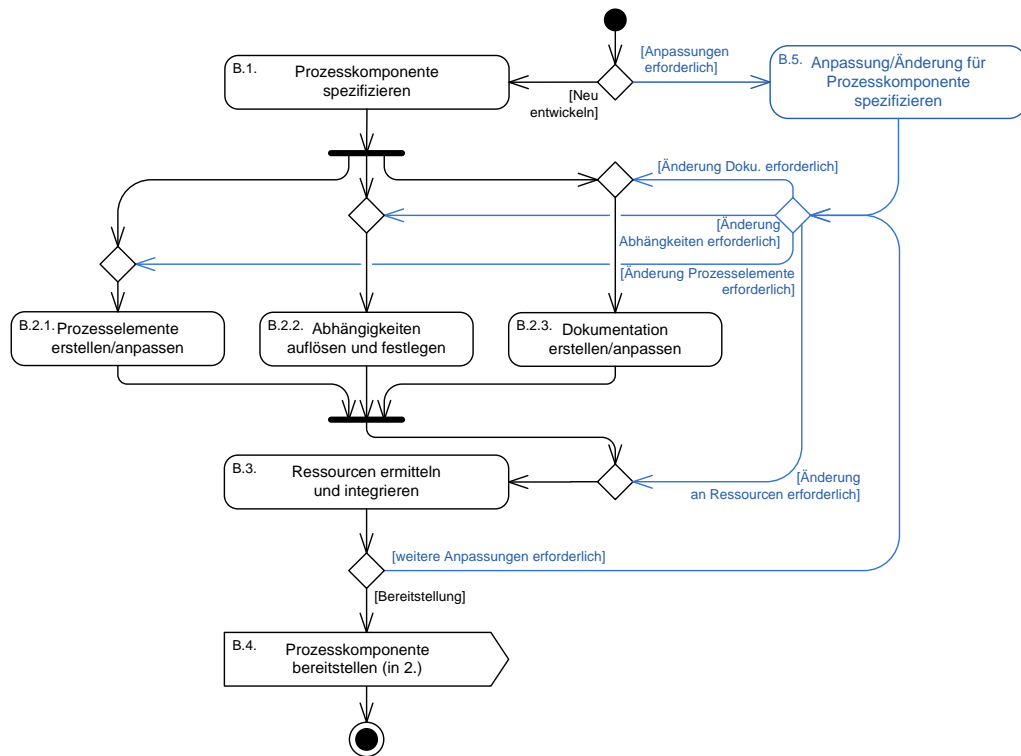 B.1.
Prozesskomponente
spezifizieren
[Neu
entwickeln]
[Anpassungen
erforderlich]
B.5.
Anpassung/Änderung für
Prozesskomponente
spezifizieren
[Änderung Doku. erforderlich]
[Änderung
Abhängkeiten erforderlich]
[Änderung Prozesselemente
erforderlich]
B.2.1.
Prozesselemente
erstellen/anpassen
B.2.2.
Abhängigkeiten
auflösen und festlegen
B.2.3.
Dokumentation
erstellen/anpassen
B.3.
Ressourcen ermitteln
und integrieren
[Änderung
an Ressourcen erforderlich]
[weitere Anpassungen erforderlich]
[Bereitstellung]
B.4.
Prozesskomponente
bereitstellen (in 2.)